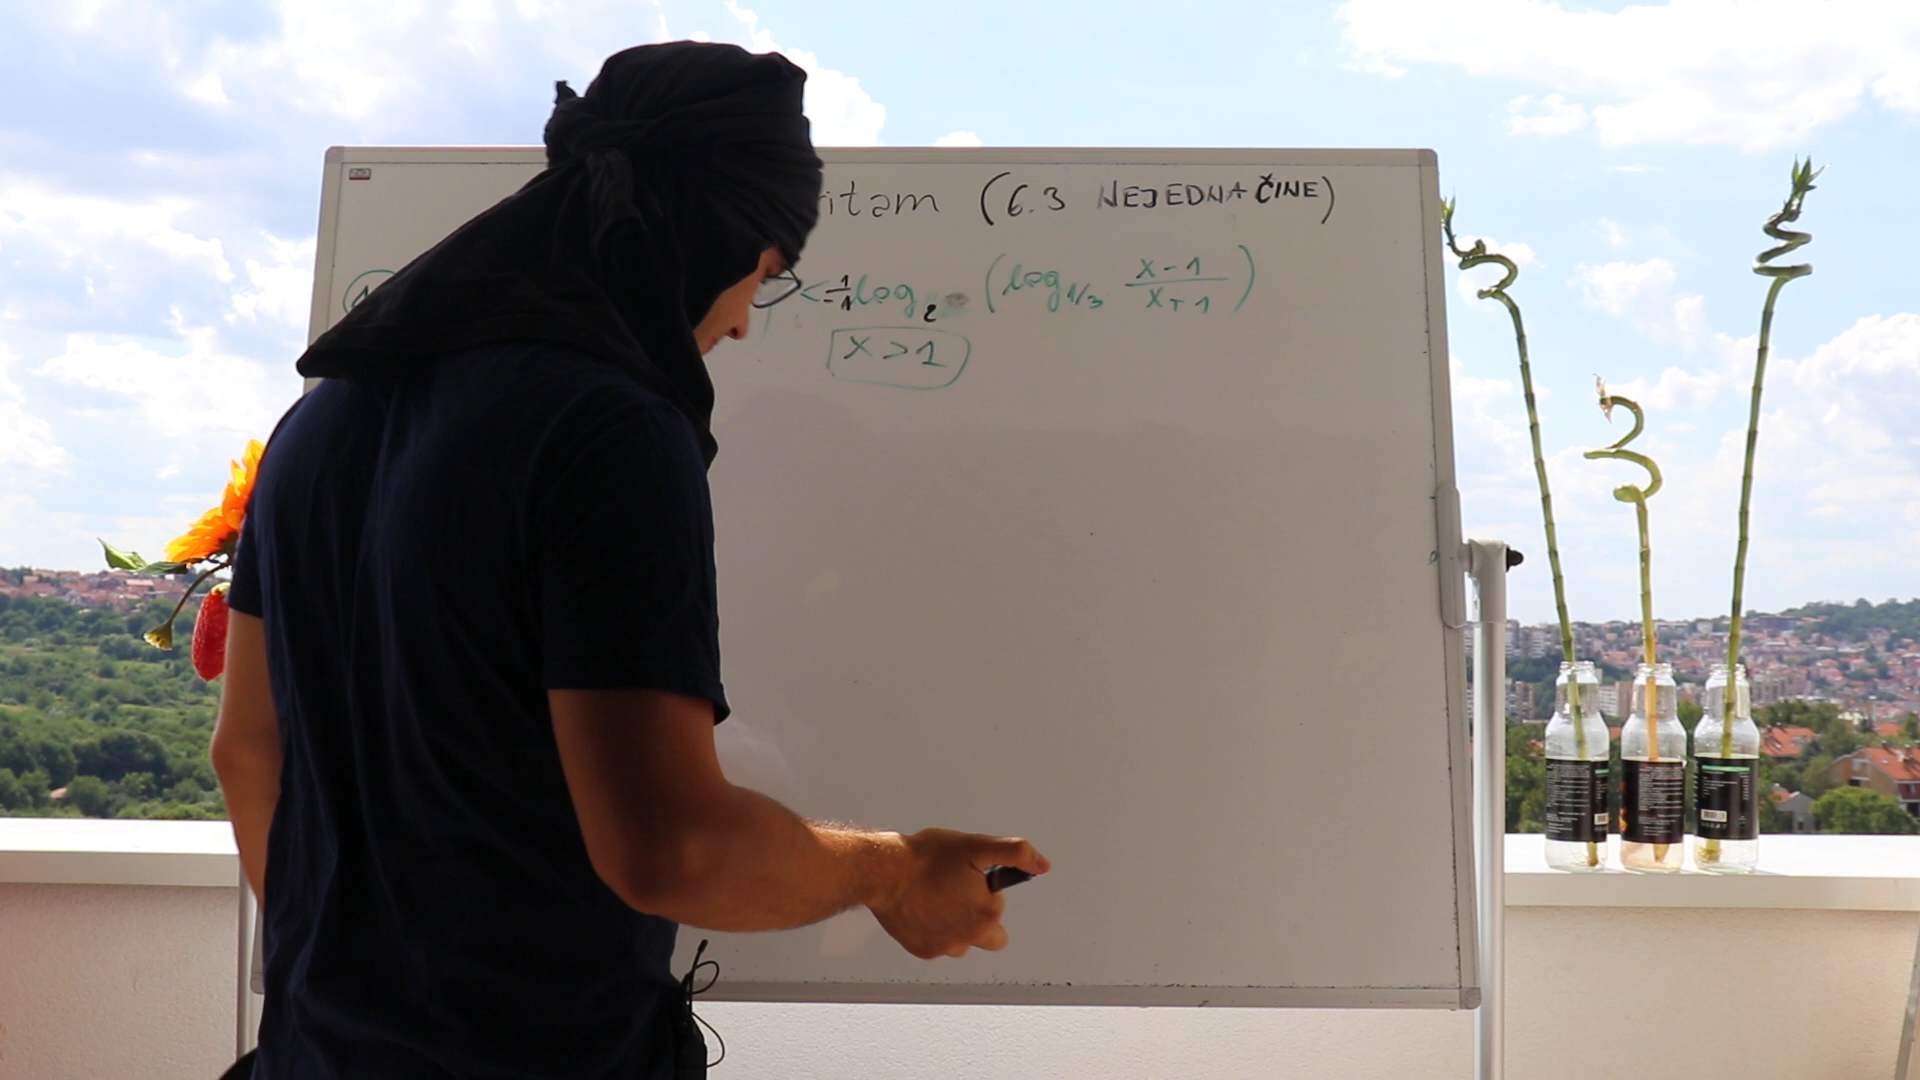 ritam (6.3 NEJEDNAČINE)
< 1/-1 log₂ (log₁/₃ x-1/x+1)
x > 1